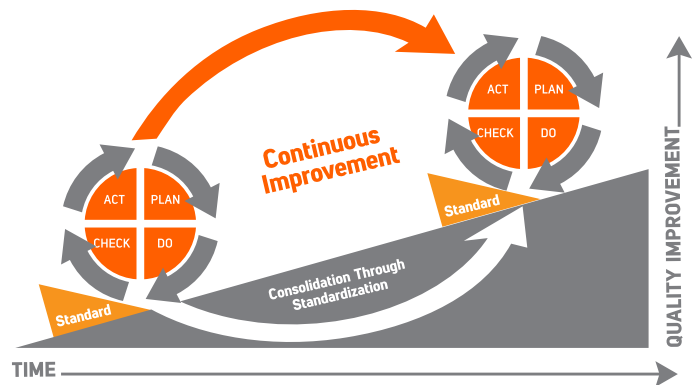 ACT
PLAN
CHECK
DO
Standard
Continuous
Improvement
Consolidation Through
Standardization
ACT
PLAN
CHECK
DO
Standard
QUALITY IMPROVEMENT
TIME